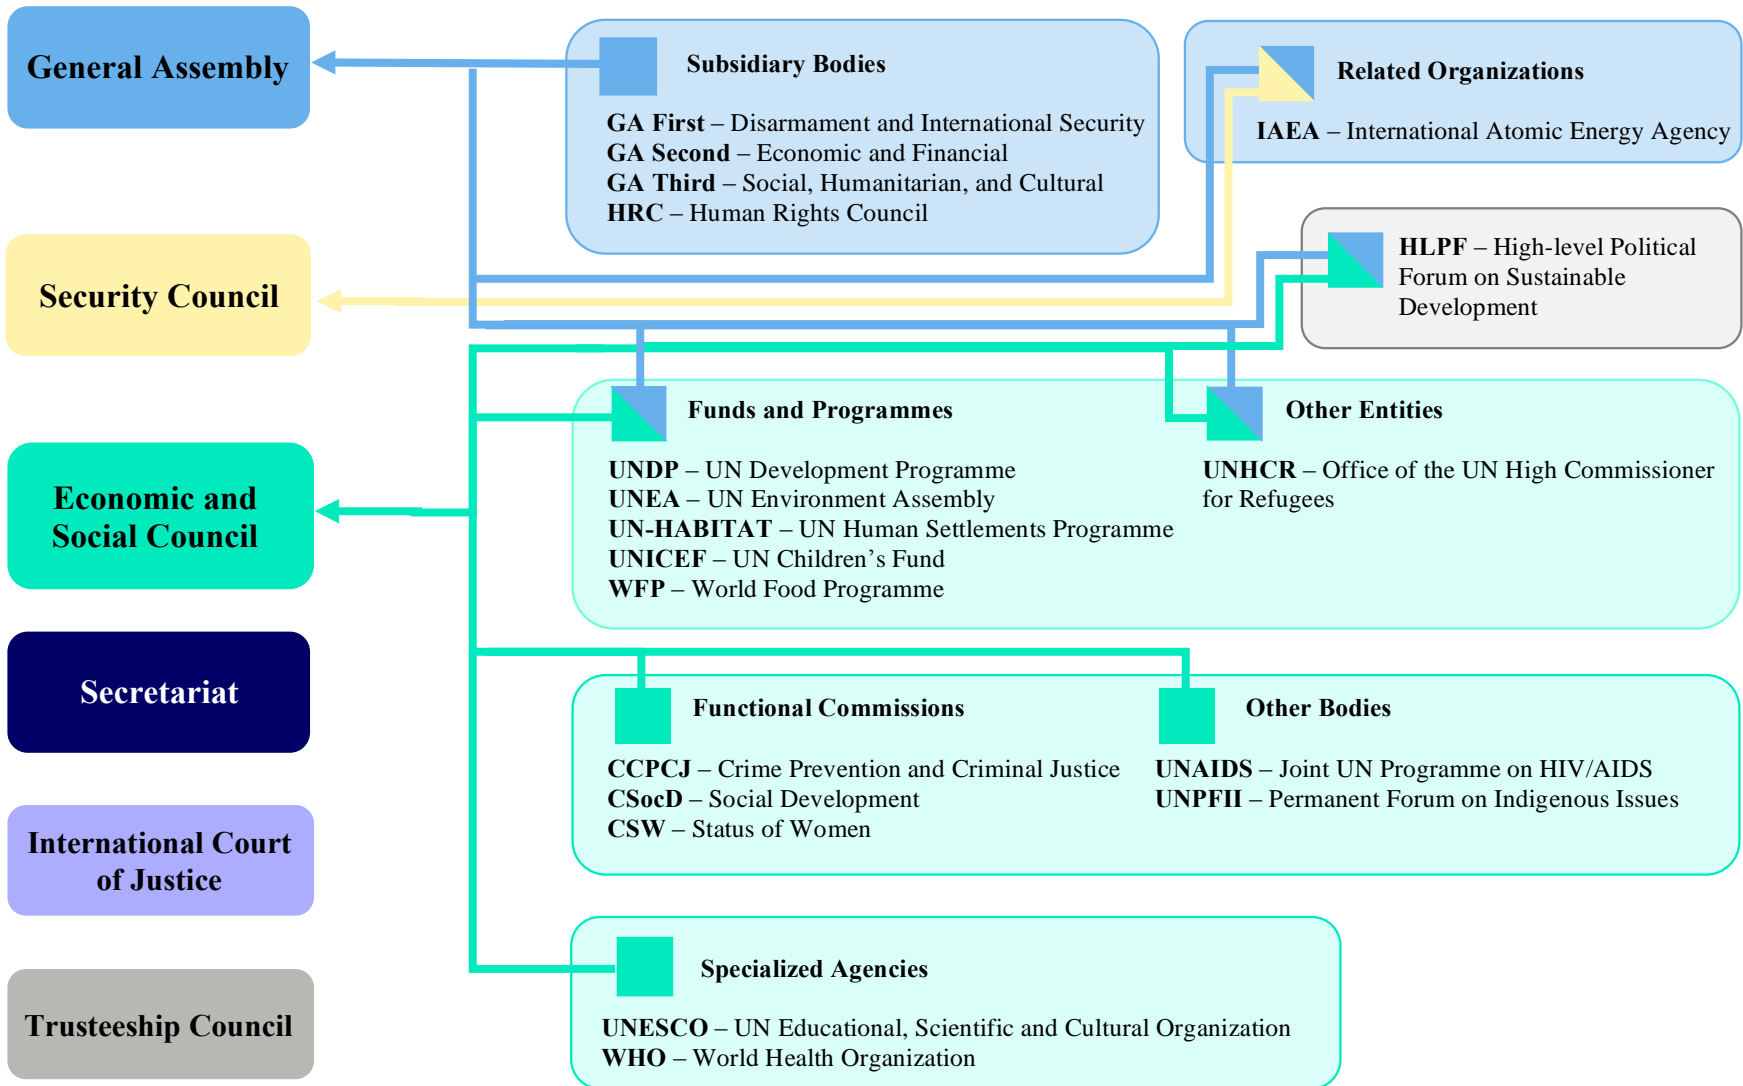 General Assembly
Security Council
Economic and
Social Council
Secretariat
International Court
of Justice
Trusteeship Council
Subsidiary Bodies
GA First – Disarmament and International Security
GA Second – Economic and Financial
GA Third – Social, Humanitarian, and Cultural
HRC – Human Rights Council
Related Organizations
IAEA – International Atomic Energy Agency
HLPF – High-level Political
Forum on Sustainable
Development
Funds and Programmes
UNDP – UN Development Programme
UNEA – UN Environment Assembly
UN-HABITAT – UN Human Settlements Programme
UNICEF – UN Children’s Fund
WFP – World Food Programme
Other Entities
UNHCR – Office of the UN High Commissioner
for Refugees
Functional Commissions
CCPCJ – Crime Prevention and Criminal Justice
CSocD – Social Development
CSW – Status of Women
Other Bodies
UNAIDS – Joint UN Programme on HIV/AIDS
UNPFII – Permanent Forum on Indigenous Issues
Specialized Agencies
UNESCO – UN Educational, Scientific and Cultural Organization
WHO – World Health Organization